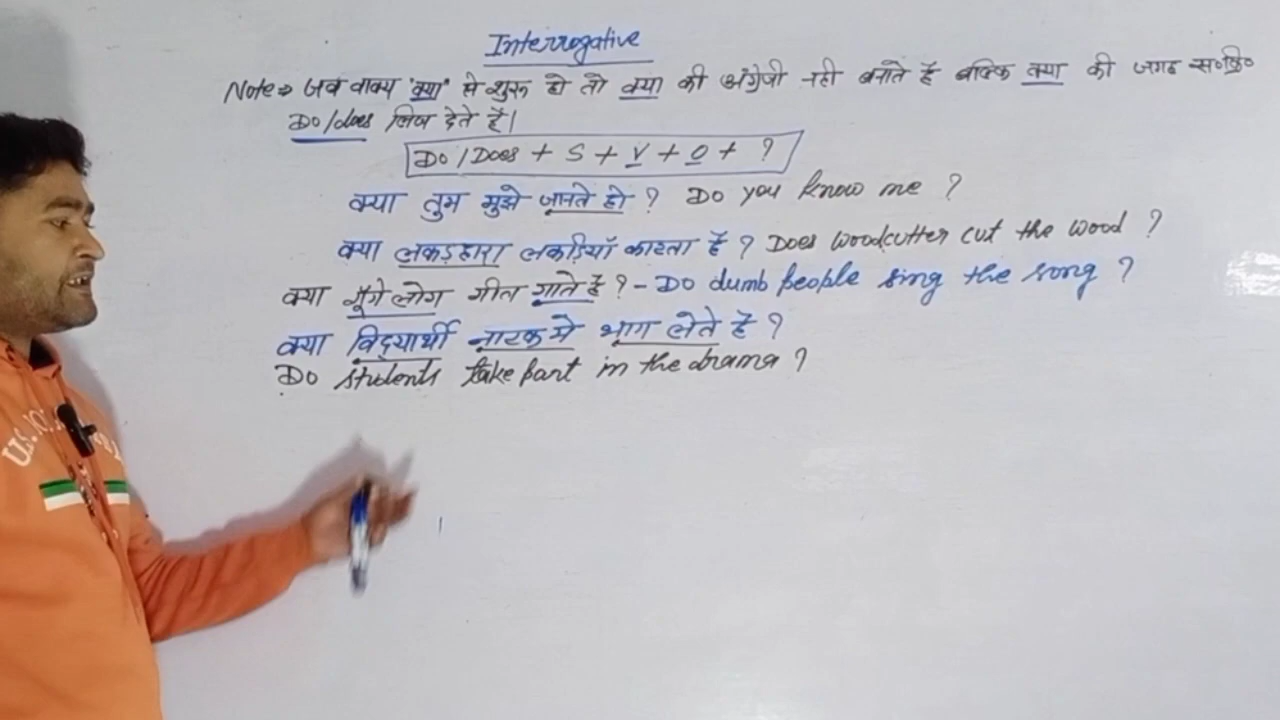 Interrogative
Note⇒ जब वाक्य "क्या" से शुरू हो तो क्या की अंग्रेजी नही बनाते है बल्कि क्या की जगह स०क्रि०
Do/does लिख देते है।
Do/Does + S + V + O + ?
क्या तुम मुझे जानते हो ? Do you know me ?
क्या लकड़हारा लकडियाँ काटता है ? Does woodcutter cut the wood ?
क्या गूँगे लोग गीत गाते है ? - Do dumb people sing the song ?
क्या विद्यार्थी नाटक मे भाग लेते है ?
Do students take part in the drama ?